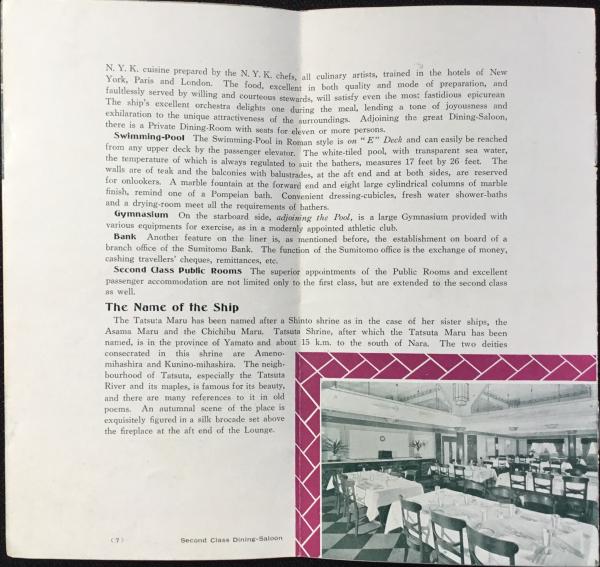 N. Y. K. cuisine prepared by the N. Y. K. chefs, all culinary artists, trained in the hotels of New
York, Paris and London. The food, excellent in both quality and mode of preparation, and
faultlessly served by willing and courteous stewards, will satisfy even the most fastidious epicurean
The ship's excellent orchestra delights one during the meal, lending a tone of joyousness and
exhilaration to the unique attractiveness of the surroundings. Adjoining the great Dining-Saloon,
there is a Private Dining-Room with seats for eleven or more persons.
Swimming-Pool The Swimming-Pool in Roman style is on "E" Deck and can easily be reached
from any upper deck by the passenger elevator. The white-tiled pool, with transparent sea water,
the temperature of which is always regulated to suit the bathers, measures 17 feet by 26 feet. The
walls are of teak and the balconies with balustrades, at the aft end and at both sides, are reserved
for onlookers. A marble fountain at the forward end and eight large cylindrical columns of marble
finish, remind one of a Pompeian bath. Convenient dressing-cubicles, fresh water shower-baths
and a drying-room meet all the requirements of bathers.
Gymnasium On the starboard side, adjoining the Pool, is a large Gymnasium provided with
various equipments for exercise, as in a modernly appointed athletic club.
Bank Another feature on the liner is, as mentioned before, the establishment on board of a
branch office of the Sumitomo Bank. The function of the Sumitomo office is the exchange of money,
cashing travellers' cheques, remittances, etc.
Second Class Public Rooms The superior appointments of the Public Rooms and excellent
passenger accommodation are not limited only to the first class, but are extended to the second class
as well.
The Name of the Ship
The Tatsuta Maru has been named after a Shinto shrine as in the case of her sister ships, the
Asama Maru and the Chichibu Maru. Tatsuta Shrine, after which the Tatsuta Maru has been
named, is in the province of Yamato and about 15 k.m. to the south of Nara. The two deities
consecrated in this shrine are Ameno-
mihashira and Kunino-mihashira. The neigh-
bourhood of Tatsuta, especially the Tatsuta
River and its maples, is famous for its beauty,
and there are many references to it in old
poems. An autumnal scene of the place is
exquisitely figured in a silk brocade set above
the fireplace at the aft end of the Lounge.
(7) Second Class Dining-Saloon